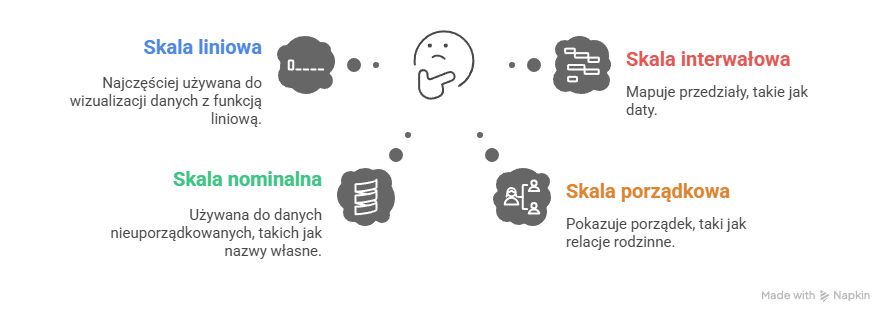 Skala liniowa
Najczęściej używana do
wizualizacji danych z funkcją
liniową.
Skala interwałowa
Mapuje przedziały, takie jak
daty.
Skala nominalna
Używana do danych
nieuporządkowanych, takich jak
nazwy własne.
Skala porządkowa
Pokazuje porządek, taki jak
relacje rodzinne.
Made with Napkin